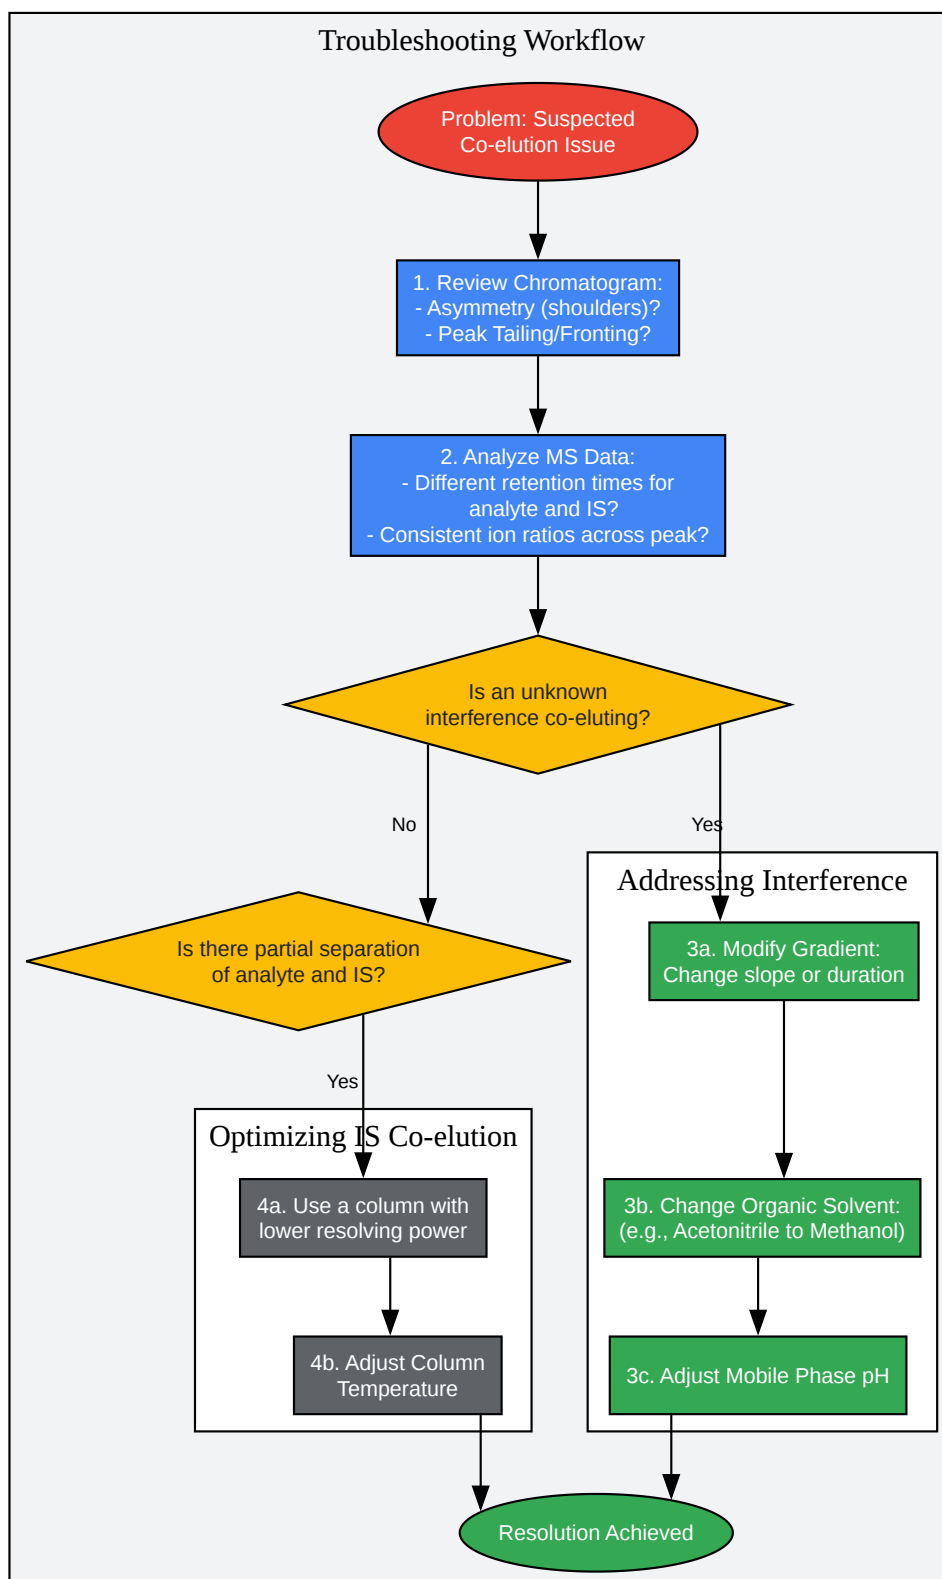 Troubleshooting Workflow
Problem: Suspected
Co-elution Issue
1. Review Chromatogram:
- Asymmetry (shoulders)?
- Peak Tailing/Fronting?
2. Analyze MS Data:
- Different retention times for
analyte and IS?
- Consistent ion ratios across peak?
Is an unknown
interference co-eluting?
No
Yes
Is there partial separation
of analyte and IS?
Addressing Interference
3a. Modify Gradient:
Change slope or duration
Yes
Optimizing IS Co-elution
4a. Use a column with
lower resolving power
3b. Change Organic Solvent:
(e.g., Acetonitrile to Methanol)
4b. Adjust Column
Temperature
3c. Adjust Mobile Phase pH
Resolution Achieved